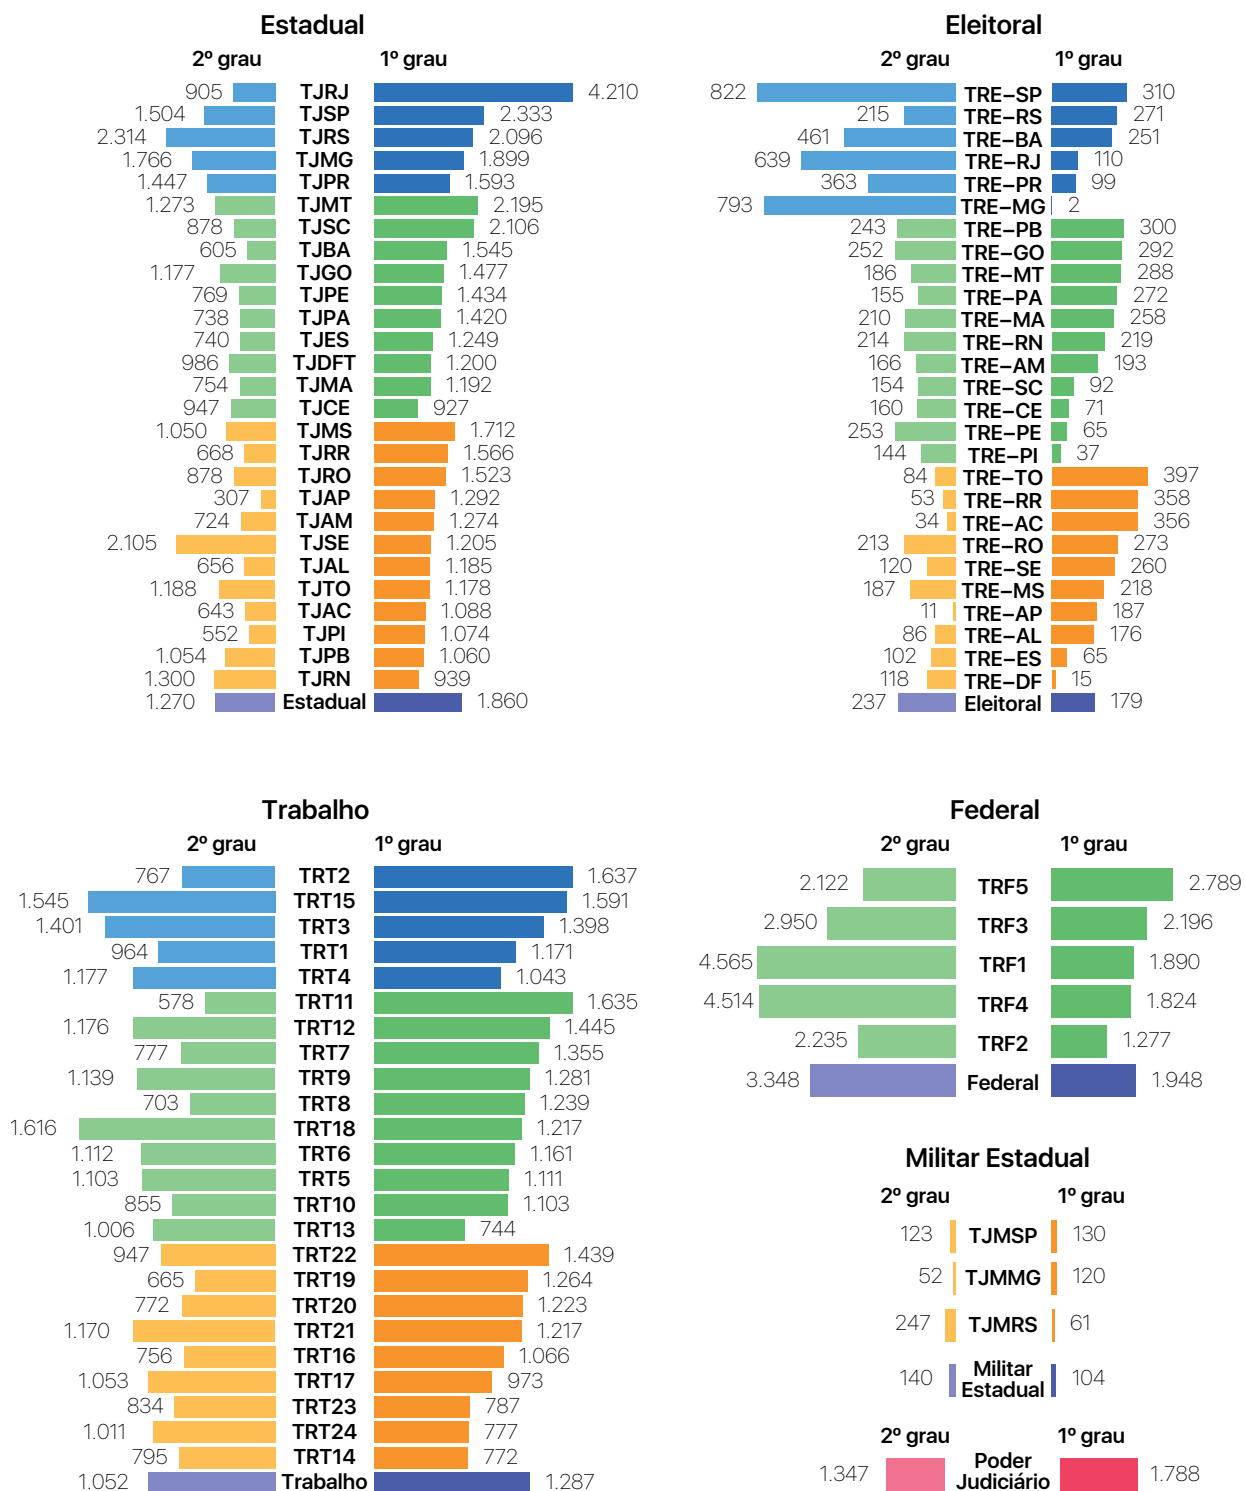 Estadual
2º grau 1º grau
905 TJRJ 4.210
1.504 TJSP 2.333
2.314 TJRS 2.096
1.766 TJMG 1.899
1.447 TJPR 1.593
1.273 TJMT 2.195
878 TJSC 2.106
605 TJBA 1.545
1.177 TJGO 1.477
769 TJPE 1.434
738 TJPA 1.420
740 TJES 1.249
986 TJDFT 1.200
754 TJMA 1.192
947 TJCE 927
1.050 TJMS 1.712
668 TJRR 1.566
878 TJRO 1.523
307 TJAP 1.292
724 TJAM 1.274
2.105 TJSE 1.205
656 TJAL 1.185
1.188 TJTO 1.178
643 TJAC 1.088
552 TJPI 1.074
1.054 TJPB 1.060
1.300 TJRN 939
1.270 Estadual 1.860
Eleitoral
2º grau 1º grau
822 TRE–SP 310
215 TRE–RS 271
461 TRE–BA 251
639 TRE–RJ 110
363 TRE–PR 99
793 TRE–MG 2
243 TRE–PB 300
252 TRE–GO 292
186 TRE–MT 288
155 TRE–PA 272
210 TRE–MA 258
214 TRE–RN 219
166 TRE–AM 193
154 TRE–SC 92
160 TRE–CE 71
253 TRE–PE 65
144 TRE–PI 37
84 TRE–TO 397
53 TRE–RR 358
34 TRE–AC 356
213 TRE–RO 273
120 TRE–SE 260
187 TRE–MS 218
11 TRE–AP 187
86 TRE–AL 176
102 TRE–ES 65
118 TRE–DF 15
237 Eleitoral 179
Trabalho
2º grau 1º grau
767 TRT2 1.637
1.545 TRT15 1.591
1.401 TRT3 1.398
964 TRT1 1.171
1.177 TRT4 1.043
578 TRT11 1.635
1.176 TRT12 1.445
777 TRT7 1.355
1.139 TRT9 1.281
703 TRT8 1.239
1.616 TRT18 1.217
1.112 TRT6 1.161
1.103 TRT5 1.111
855 TRT10 1.103
1.006 TRT13 744
947 TRT22 1.439
665 TRT19 1.264
772 TRT20 1.223
1.170 TRT21 1.217
756 TRT16 1.066
1.053 TRT17 973
834 TRT23 787
1.011 TRT24 777
795 TRT14 772
1.052 Trabalho 1.287
Federal
2º grau 1º grau
2.122 TRF5 2.789
2.950 TRF3 2.196
4.565 TRF1 1.890
4.514 TRF4 1.824
2.235 TRF2 1.277
3.348 Federal 1.948
Militar Estadual
2º grau 1º grau
123 TJMSP 130
52 TJMMG 120
247 TJMRS 61
140 Militar 104
Estadual
2º grau 1º grau
1.347 Poder 1.788
Judiciário